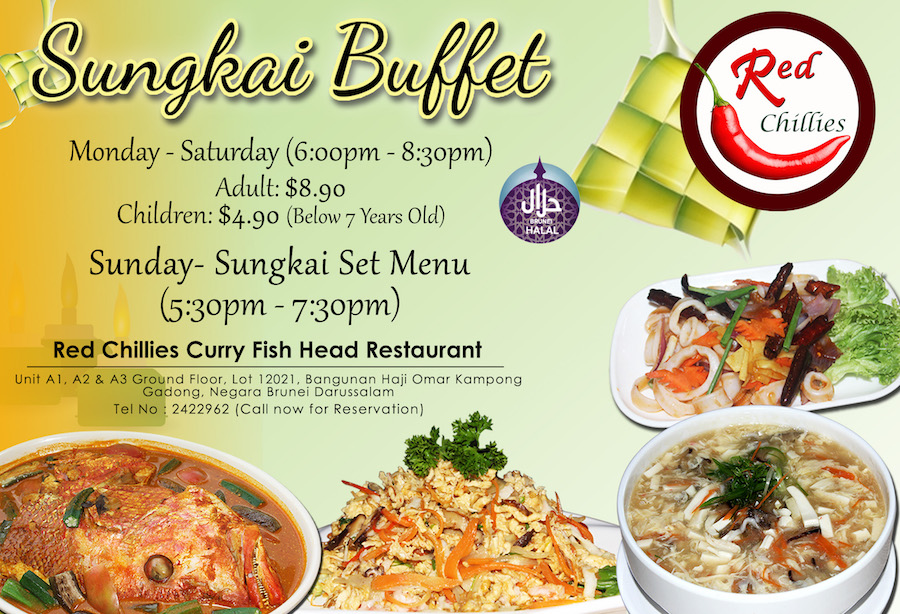 Sungkai Buffet
Red
Chillies
Monday - Saturday (6:00pm - 8:30pm)
Adult: $8.90
Children: $4.90 (Below 7 Years Old)
حلال
BRUNEI
HALAL
Sunday- Sungkai Set Menu
(5:30pm - 7:30pm)
Red Chillies Curry Fish Head Restaurant
Unit A1, A2 & A3 Ground Floor, Lot 12021, Bangunan Haji Omar Kampong
Gadong, Negara Brunei Darussalam
Tel No : 2422962 (Call now for Reservation)